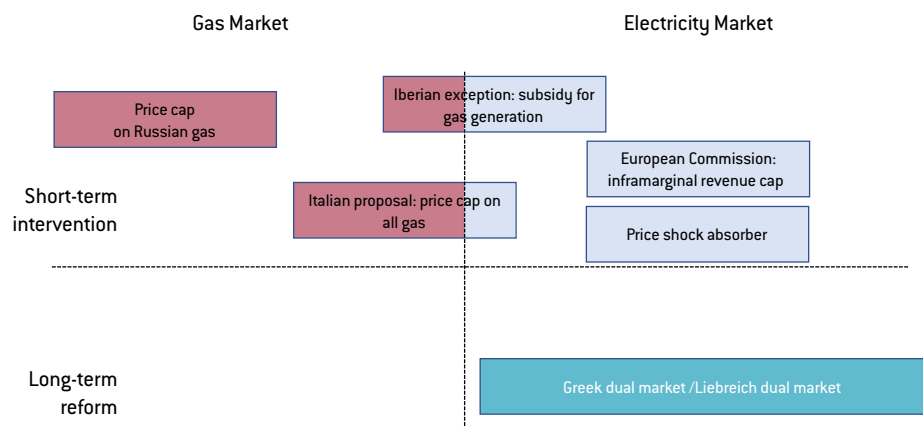 Gas Market
Electricity Market
Price cap
on Russian gas
Iberian exception: subsidy for
gas generation
European Commission:
inframarginal revenue cap
Short-term
intervention
Italian proposal: price cap on
all gas
Price shock absorber
Long-term
reform
Greek dual market /Liebreich dual market